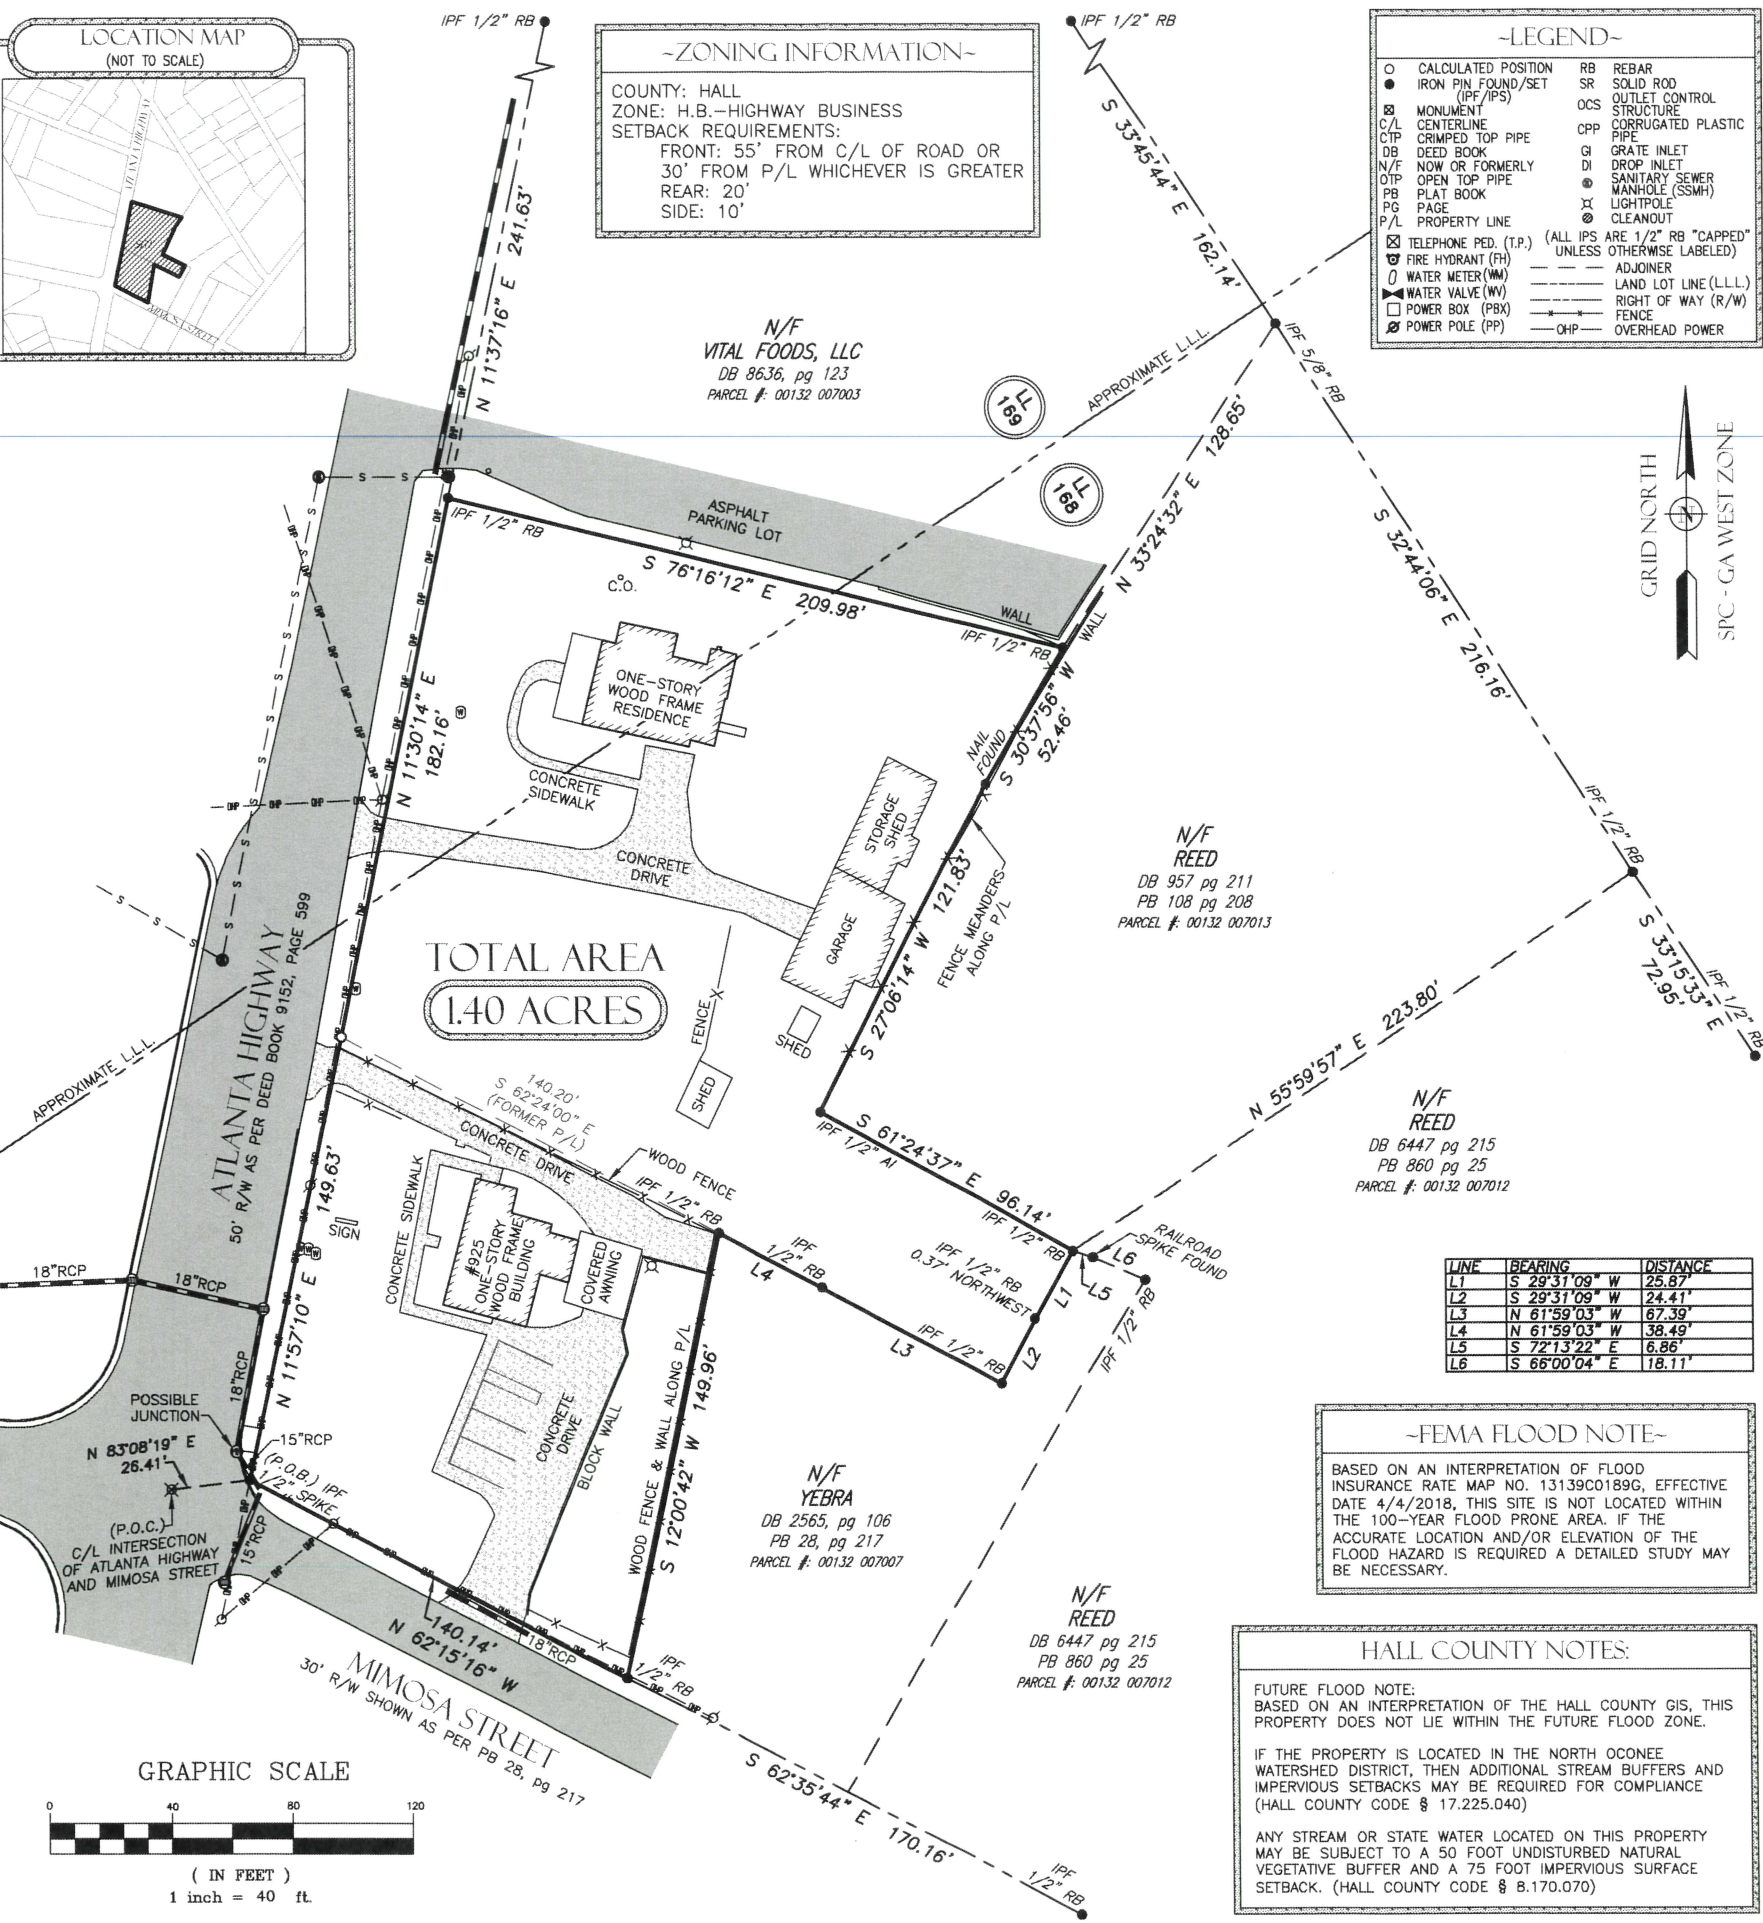 LOCATION MAP
(NOT TO SCALE)
ATLANTA HIGHWAY
MIMOSA STREET
IPF 1/2" RB
~ZONING INFORMATION~
COUNTY: HALL
ZONE: H.B.-HIGHWAY BUSINESS
SETBACK REQUIREMENTS:
FRONT: 55' FROM C/L OF ROAD OR
30' FROM P/L WHICHEVER IS GREATER
REAR: 20'
SIDE: 10'
IPF 1/2" RB
~LEGEND~
CALCULATED POSITION
IRON PIN FOUND/SET
(IPF/IPS)
MONUMENT
C/L CENTERLINE
CTP CRIMPED TOP PIPE
DB DEED BOOK
N/F NOW OR FORMERLY
OTP OPEN TOP PIPE
PB PLAT BOOK
PG PAGE
P/L PROPERTY LINE
TELEPHONE PED. (T.P.)
FIRE HYDRANT (FH)
WATER METER (WM)
WATER VALVE (WV)
POWER BOX (PBX)
POWER POLE (PP)
RB REBAR
SR SOLID ROD
OCS OUTLET CONTROL
STRUCTURE
CPP CORRUGATED PLASTIC
PIPE
GI GRATE INLET
DI DROP INLET
SANITARY SEWER
MANHOLE (SSMH)
LIGHTPOLE
CLEANOUT
(ALL IPS ARE 1/2" RB "CAPPED"
UNLESS OTHERWISE LABELED)
ADJOINER
LAND LOT LINE (L.L.L.)
RIGHT OF WAY (R/W)
FENCE
OHP OVERHEAD POWER
N 11°37'16" E 241.63'
S 33°45'44" E 162.14'
N/F
VITAL FOODS, LLC
DB 8636, pg 123
PARCEL #: 00132 007003
APPROXIMATE L.L.L.
LL
169
LL
168
IPF 5/8" RB
N 33°24'32" E 128.65'
S 32°44'06" E 216.16'
GRID NORTH
N
SPC - GA WEST ZONE
ASPHALT
PARKING LOT
IPF 1/2" RB
S 76°16'12" E 209.98'
C.O.
WALL
IPF 1/2" RB
WALL
ONE-STORY
WOOD FRAME
RESIDENCE
N 11°30'14" E
182.16'
CONCRETE
SIDEWALK
NAIL
FOUND
S 30°37'56" W
52.46'
STORAGE
SHED
CONCRETE
DRIVE
GARAGE
S 27°06'14" W 121.83'
FENCE MEANDERS
ALONG P/L
N/F
REED
DB 957 pg 211
PB 108 pg 208
PARCEL #: 00132 007013
IPF 1/2" RB
S 33°15'33" E
72.95'
IPF 1/2" RB
TOTAL AREA
1.40 ACRES
FENCE
SHED
SHED
ATLANTA HIGHWAY
50' R/W AS PER DEED BOOK 9152, PAGE 599
APPROXIMATE L.L.L.
140.20'
S 62°24'00" E
(FORMER P/L)
CONCRETE DRIVE
WOOD FENCE
IPF 1/2" RB
IPF 1/2" AI
S 61°24'37" E 96.14'
IPF 1/2" RB
N 55°59'57" E 223.80'
N/F
REED
DB 6447 pg 215
PB 860 pg 25
PARCEL #: 00132 007012
149.63'
N 11°57'10" E
SIGN
CONCRETE SIDEWALK
#925
ONE-STORY
WOOD FRAME
BUILDING
COVERED
AWNING
IPF
1/2" RB
L4
IPF 1/2" RB
0.37' NORTHWEST
RAILROAD
SPIKE FOUND
L6
L5
L1
IPF 1/2" RB
L3
IPF 1/2" RB
L2
18"RCP
18"RCP
18"RCP
LINE BEARING DISTANCE
L1 S 29°31'09" W 25.87'
L2 S 29°31'09" W 24.41'
L3 N 61°59'03" W 67.39'
L4 N 61°59'03" W 38.49'
L5 S 72°13'22" E 6.86'
L6 S 66°00'04" E 18.11'
POSSIBLE
JUNCTION
N 83°08'19" E
26.41'
15"RCP
(P.O.B.) IPF
1/2" SPIKE
(P.O.C.)
C/L INTERSECTION
OF ATLANTA HIGHWAY
AND MIMOSA STREET
15"RCP
CONCRETE
DRIVE
BLOCK WALL
WOOD FENCE & WALL ALONG P/L
S 12°00'42" W 149.96'
N/F
YEBRA
DB 2565, pg 106
PB 28, pg 217
PARCEL #: 00132 007007
140.14'
N 62°15'16" W
18"RCP
IPF
1/2" RB
MIMOSA STREET
30' R/W SHOWN AS PER PB 28, pg 217
N/F
REED
DB 6447 pg 215
PB 860 pg 25
PARCEL #: 00132 007012
S 62°35'44" E 170.16'
IPF
1/2" RB
~FEMA FLOOD NOTE~
BASED ON AN INTERPRETATION OF FLOOD
INSURANCE RATE MAP NO. 13139C0189G, EFFECTIVE
DATE 4/4/2018, THIS SITE IS NOT LOCATED WITHIN
THE 100-YEAR FLOOD PRONE AREA. IF THE
ACCURATE LOCATION AND/OR ELEVATION OF THE
FLOOD HAZARD IS REQUIRED A DETAILED STUDY MAY
BE NECESSARY.
HALL COUNTY NOTES:
FUTURE FLOOD NOTE:
BASED ON AN INTERPRETATION OF THE HALL COUNTY GIS, THIS
PROPERTY DOES NOT LIE WITHIN THE FUTURE FLOOD ZONE.
IF THE PROPERTY IS LOCATED IN THE NORTH OCONEE
WATERSHED DISTRICT, THEN ADDITIONAL STREAM BUFFERS AND
IMPERVIOUS SETBACKS MAY BE REQUIRED FOR COMPLIANCE
(HALL COUNTY CODE § 17.225.040)
ANY STREAM OR STATE WATER LOCATED ON THIS PROPERTY
MAY BE SUBJECT TO A 50 FOOT UNDISTURBED NATURAL
VEGETATIVE BUFFER AND A 75 FOOT IMPERVIOUS SURFACE
SETBACK. (HALL COUNTY CODE § 8.170.070)
GRAPHIC SCALE
0 40 80 120
( IN FEET )
1 inch = 40 ft.